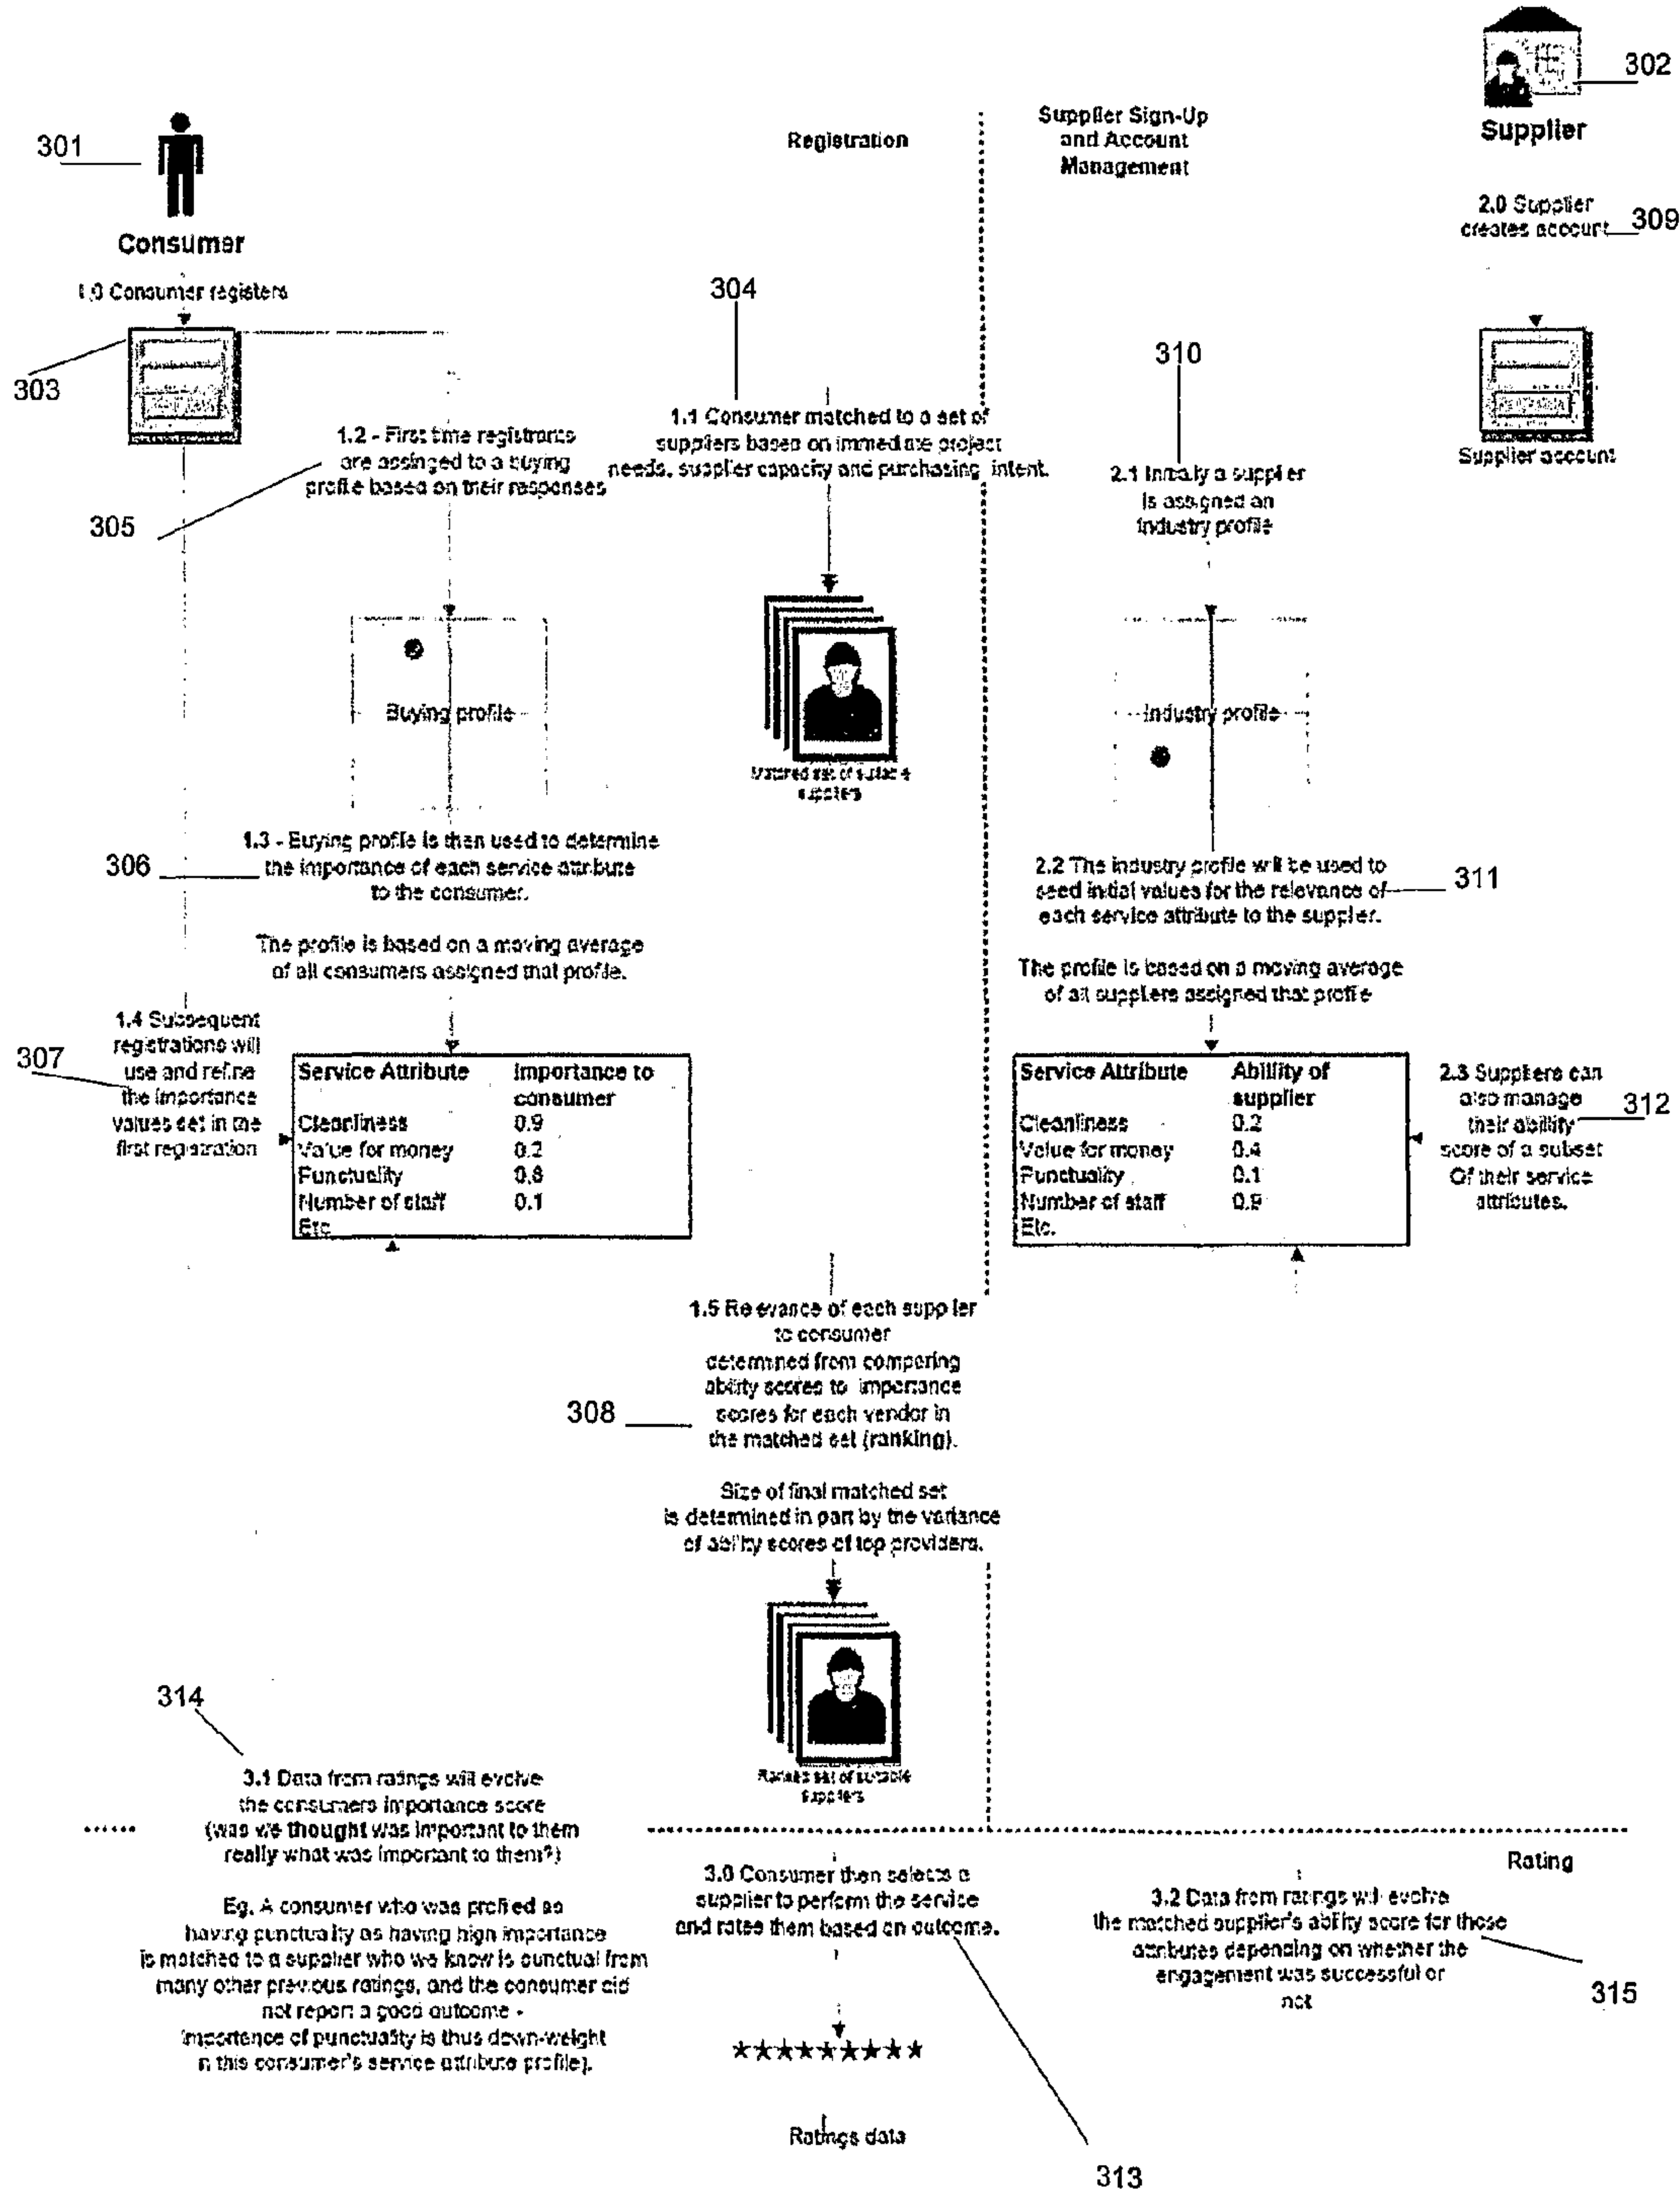 302
Supplier
301
Consumer
Registration
Supplier Sign-Up
and Account
Management
2.0 Supplier
creates account
309
1.0 Consumer registers
303
304
1.1 Consumer matched to a set of
suppliers based on immediate project
needs, supplier capacity and purchasing intent.
1.2 - First time registrants
are assinged to a buying
profile based on their responses
305
310
2.1 Initially a supplier
is assigned an
industry profile
Supplier account
Buying profile
Matched set of suitable
suppliers
Industry profile
306
1.3 - Buying profile is then used to determine
the importance of each service attribute
to the consumer.
The profile is based on a moving average
of all consumers assigned that profile.
2.2 The industry profile will be used to
seed initial values for the relevance of
each service attribute to the supplier.
311
The profile is based on a moving average
of all suppliers assigned that profile
307
1.4 Subsequent
registrations will
use and refine
the importance
values set in the
first registration
Service Attribute Importance to
consumer
Cleanliness 0.9
Value for money 0.2
Punctuality 0.8
Number of staff 0.1
Etc
Service Attribute Ability of
supplier
Cleanliness 0.2
Value for money 0.4
Punctuality 0.1
Number of staff 0.9
Etc.
2.3 Suppliers can
also manage
their ability
score of a subset
Of their service
attributes.
312
308
1.5 Relevance of each supplier
to consumer
determined from comparing
ability scores to importance
scores for each vendor in
the matched set (ranking).
Size of final matched set
is determined in part by the variance
of ability scores of top providers.
Ranked set of suitable
suppliers
314
3.1 Data from ratings will evolve
the consumers importance score
(was we thought was important to them
really what was important to them?)
Eg. A consumer who was profiled as
having punctuality as having high importance
is matched to a supplier who we know is punctual from
many other previous ratings, and the consumer did
not report a good outcome -
importance of punctuality is thus down-weight
in this consumer's service attribute profile).
3.0 Consumer then selects a
supplier to perform the service
and rates them based on outcome.
Ratings data
313
Rating
3.2 Data from ratings will evolve
the matched supplier's ability score for those
attributes depending on whether the
engagement was successful or
not
315